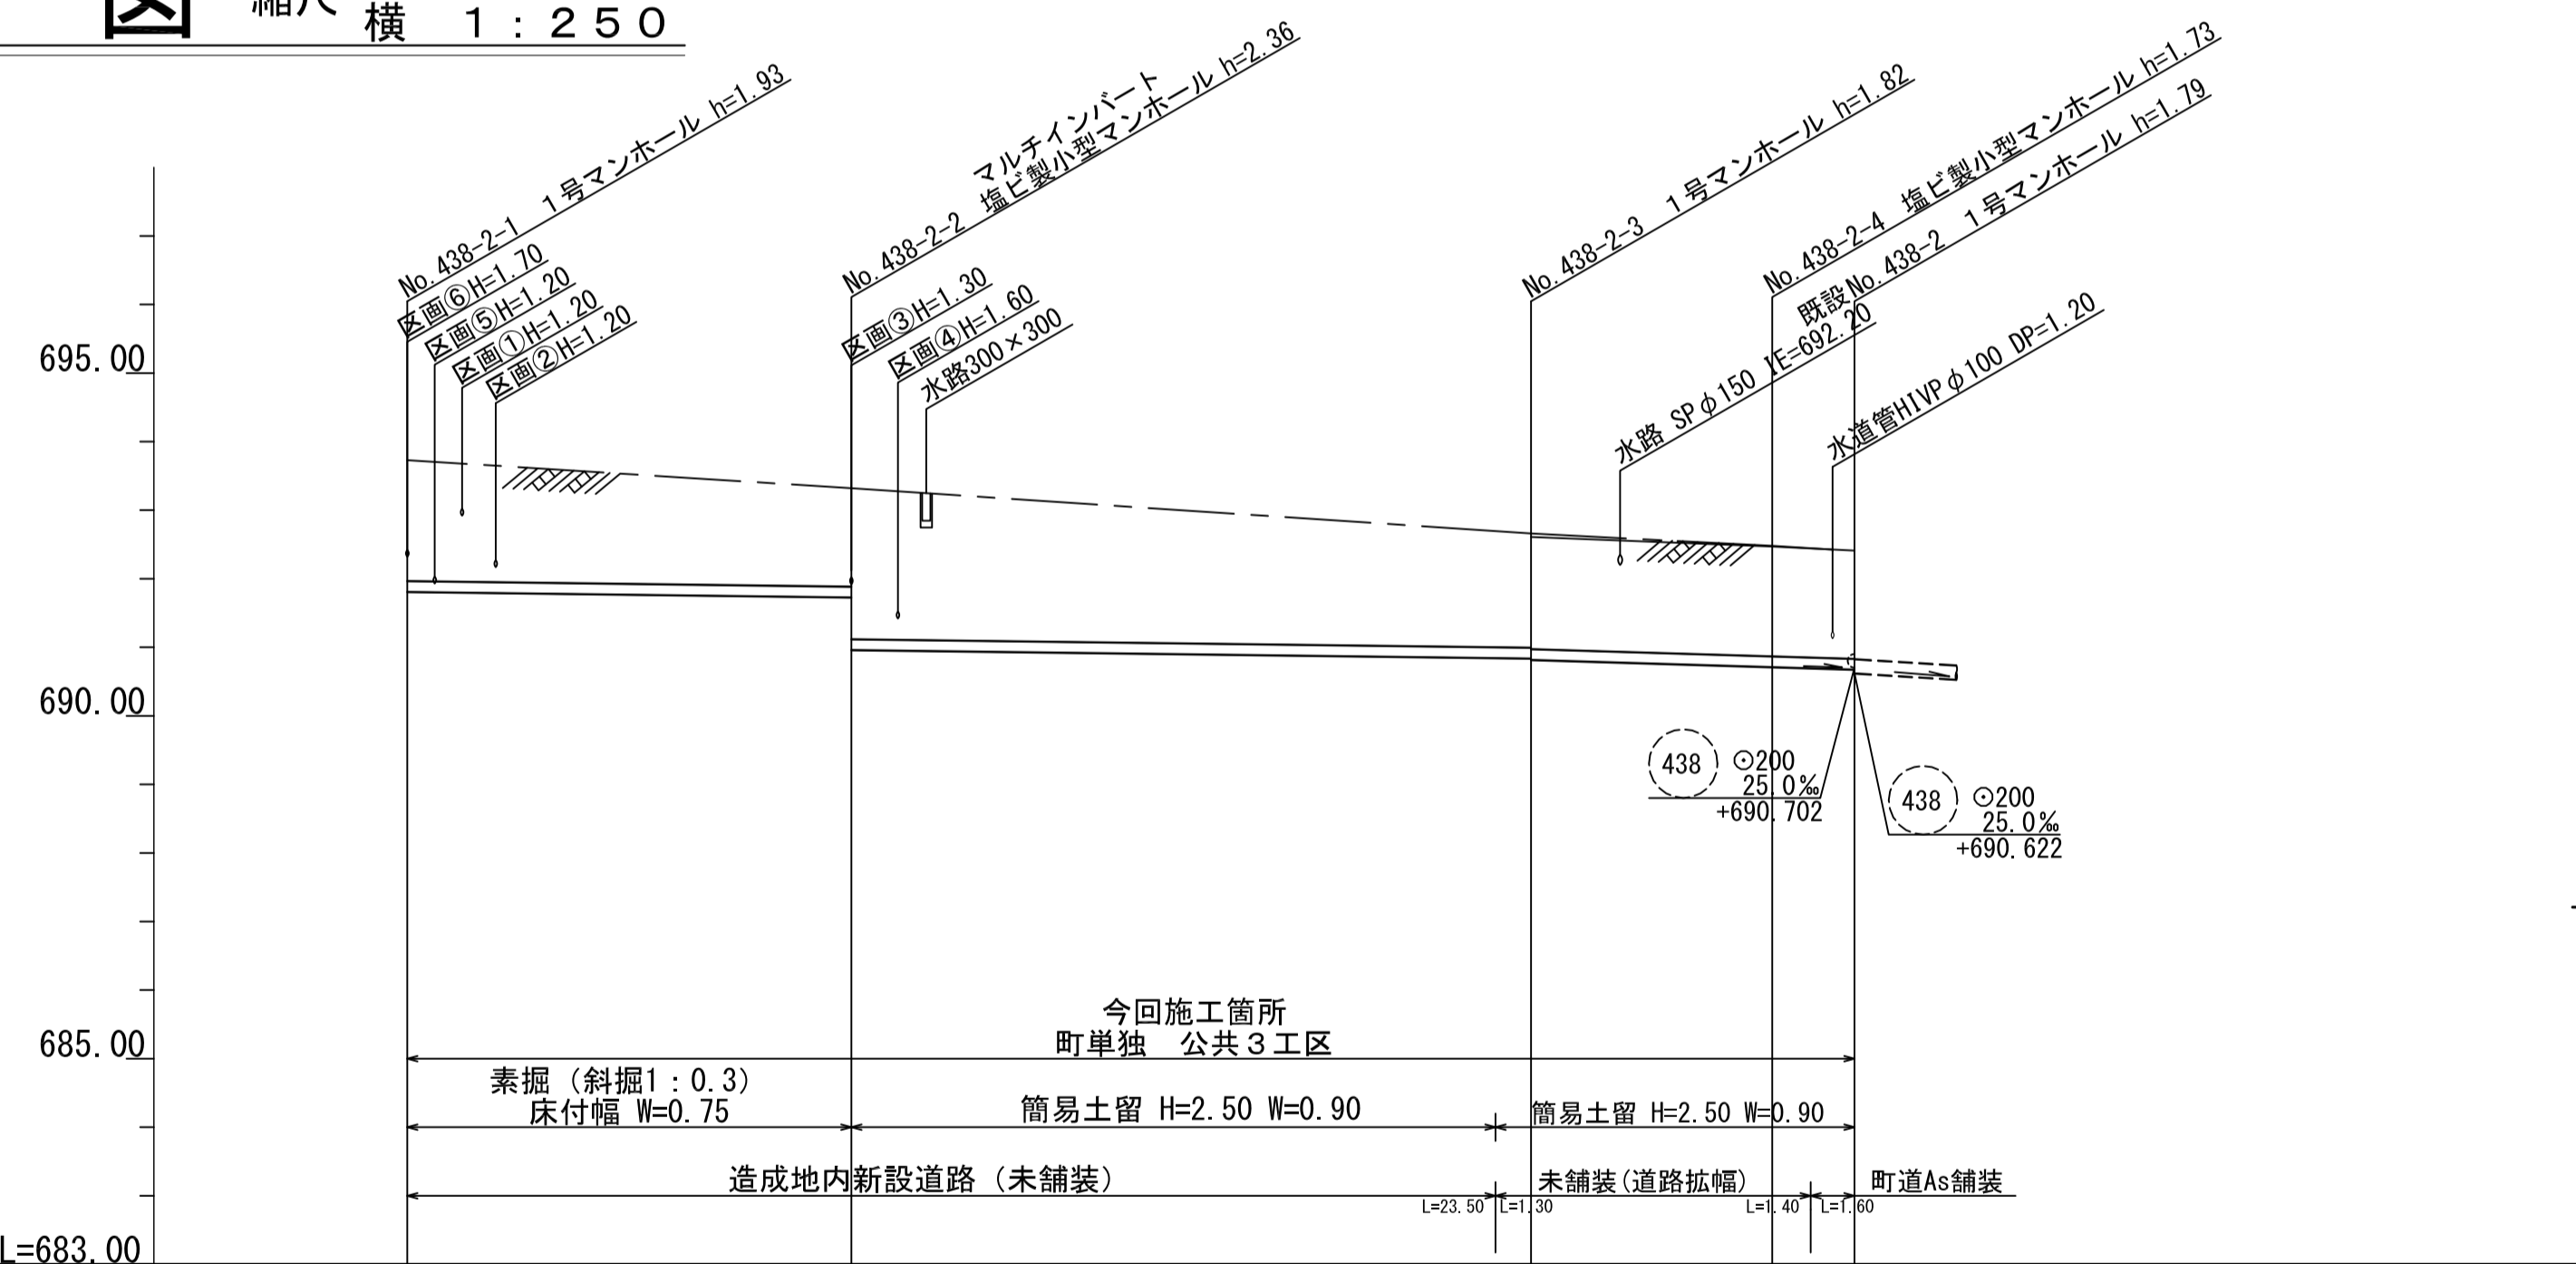 図 縮尺 横 1:250
No.438-2-1 1号マンホール h=1.93
区画⑥H=1.70
区画⑤H=1.20
区画①H=1.20
区画②H=1.20
マルチインバート
No.438-2-2 塩ビ製小型マンホール h=2.36
区画③H=1.30
区画④H=1.60
水路300×300
No.438-2-3 1号マンホール h=1.82
No.438-2-4 塩ビ製小型マンホール h=1.73
既設No.438-2 1号マンホール h=1.79
水路 SPφ150 IE=692.20
水道管HIVPφ100 DP=1.20
695.00
690.00
685.00
L=683.00
438 ⊙200
25.0‰
+690.702
438 ⊙200
25.0‰
+690.622
今回施工箇所
町単独 公共3工区
素掘(斜掘1:0.3)
床付幅 W=0.75
簡易土留 H=2.50 W=0.90
簡易土留 H=2.50 W=0.90
造成地内新設道路(未舗装)
未舗装(道路拡幅)
町道As舗装
L=23.50
L=1.30
L=1.40
L=1.60